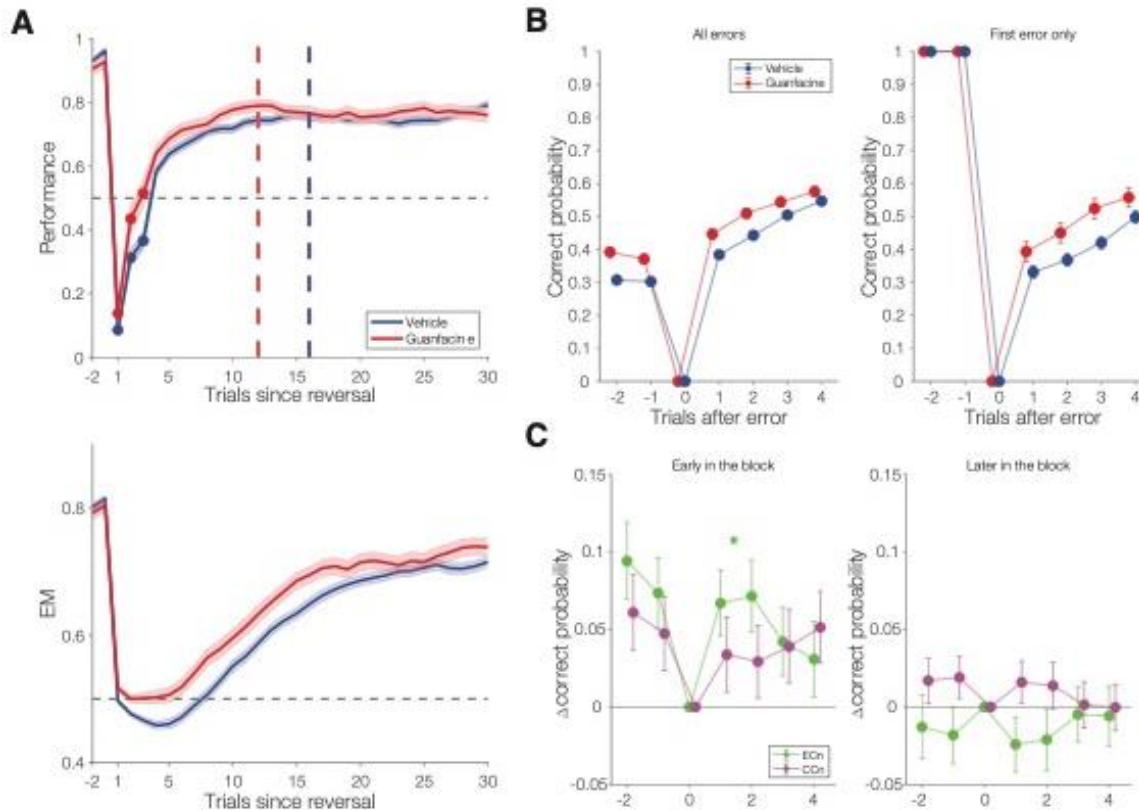 A
1
0.8
0.6
0.4
0.2
0
Performance
Vehicle
Guanfacine
-2 1 5 10 15 20 25 30
Trials since reversal
0.8
0.6
0.4
EM
-2 1 5 10 15 20 25 30
Trials since reversal
B
All errors
1
0.9
0.8
0.7
0.6
0.5
0.4
0.3
0.2
0.1
0
Correct probability
Vehicle
Guanfacine
-2 -1 0 1 2 3 4
Trials after error
First error only
1
0.9
0.8
0.7
0.6
0.5
0.4
0.3
0.2
0.1
0
Correct probability
-2 -1 0 1 2 3 4
Trials after error
C
Early in the block
0.15
0.1
0.05
0
-0.05
Δcorrect probability
*
ECn
CCn
-2 0 2 4
Later in the block
0.15
0.1
0.05
0
-0.05
Δcorrect probability
-2 0 2 4